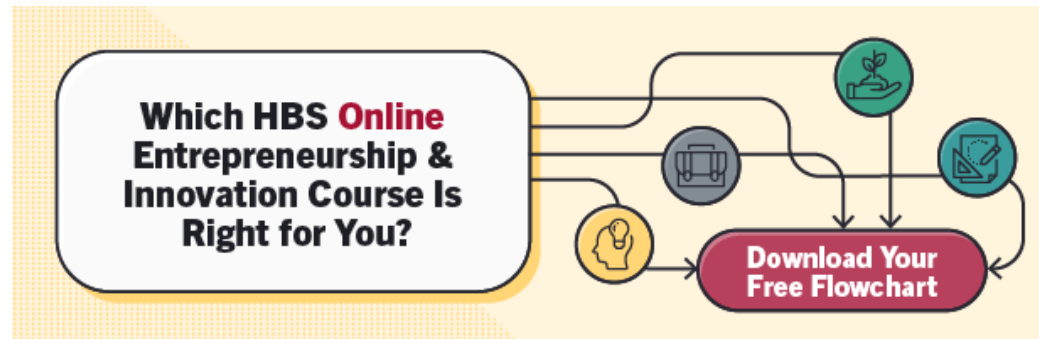 Which HBS Online
Entrepreneurship &
Innovation Course Is
Right for You?
Download Your
Free Flowchart